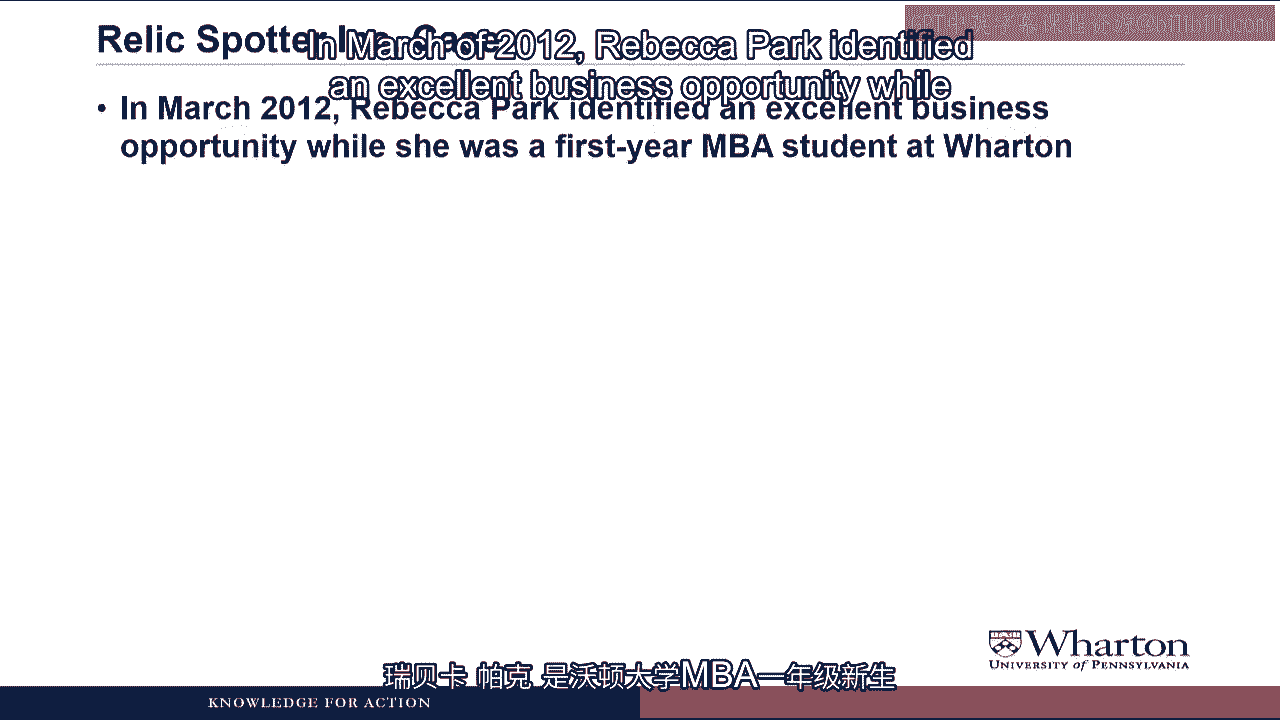 Relic Spotter Inc. Case
In March of 2012, Rebecca Park identified
an excellent business opportunity while
• In March 2012, Rebecca Park identified an excellent business
opportunity while she was a first-year MBA student at Wharton
Wharton
UNIVERSITY of PENNSYLVANIA
瑞贝卡 帕克 是沃顿大学MBA一年级新生
KNOWLEDGE FOR ACTION